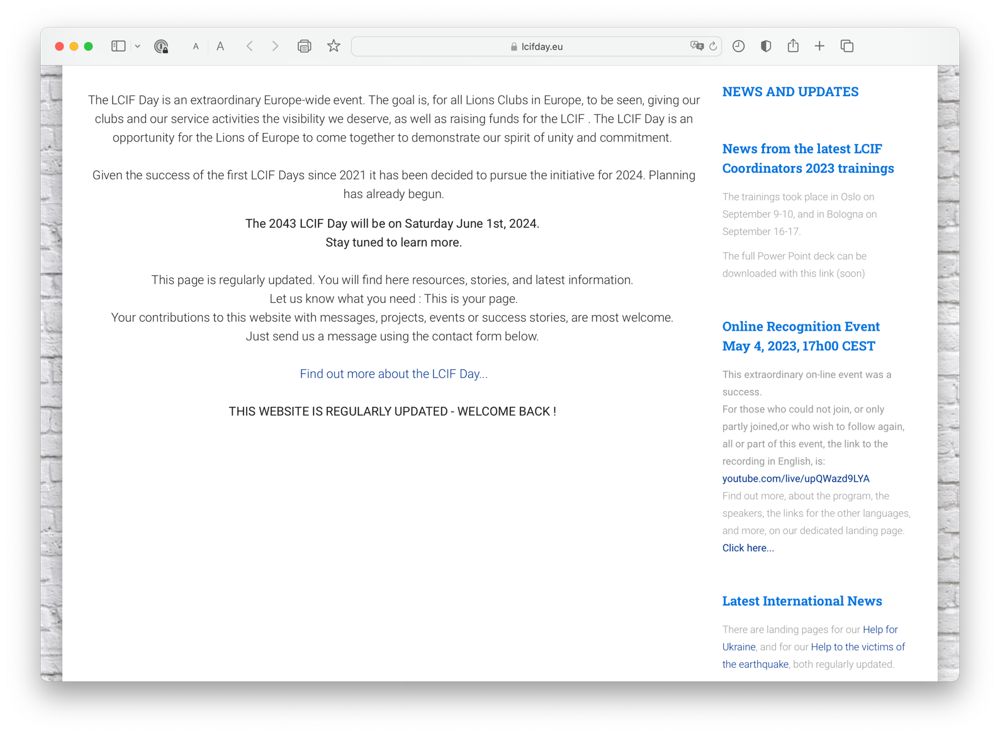 A A lcifday.eu
The LCIF Day is an extraordinary Europe-wide event. The goal is, for all Lions Clubs in Europe, to be seen, giving our
clubs and our service activities the visibility we deserve, as well as raising funds for the LCIF . The LCIF Day is an
opportunity for the Lions of Europe to come together to demonstrate our spirit of unity and commitment.
Given the success of the first LCIF Days since 2021 it has been decided to pursue the initiative for 2024. Planning
has already begun.
The 2043 LCIF Day will be on Saturday June 1st, 2024.
Stay tuned to learn more.
This page is regularly updated. You will find here resources, stories, and latest information.
Let us know what you need : This is your page.
Your contributions to this website with messages, projects, events or success stories, are most welcome.
Just send us a message using the contact form below.
Find out more about the LCIF Day...
THIS WEBSITE IS REGULARLY UPDATED - WELCOME BACK !
NEWS AND UPDATES
News from the latest LCIF
Coordinators 2023 trainings
The trainings took place in Oslo on
September 9-10, and in Bologna on
September 16-17.
The full Power Point deck can be
downloaded with this link (soon)
Online Recognition Event
May 4, 2023, 17h00 CEST
This extraordinary on-line event was a
success.
For those who could not join, or only
partly joined,or who wish to follow again,
all or part of this event, the link to the
recording in English, is:
youtube.com/live/upQWazd9LYA
Find out more, about the program, the
speakers, the links for the other languages,
and more, on our dedicated landing page.
Click here...
Latest International News
There are landing pages for our Help for
Ukraine, and for our Help to the victims of
the earthquake, both regularly updated.